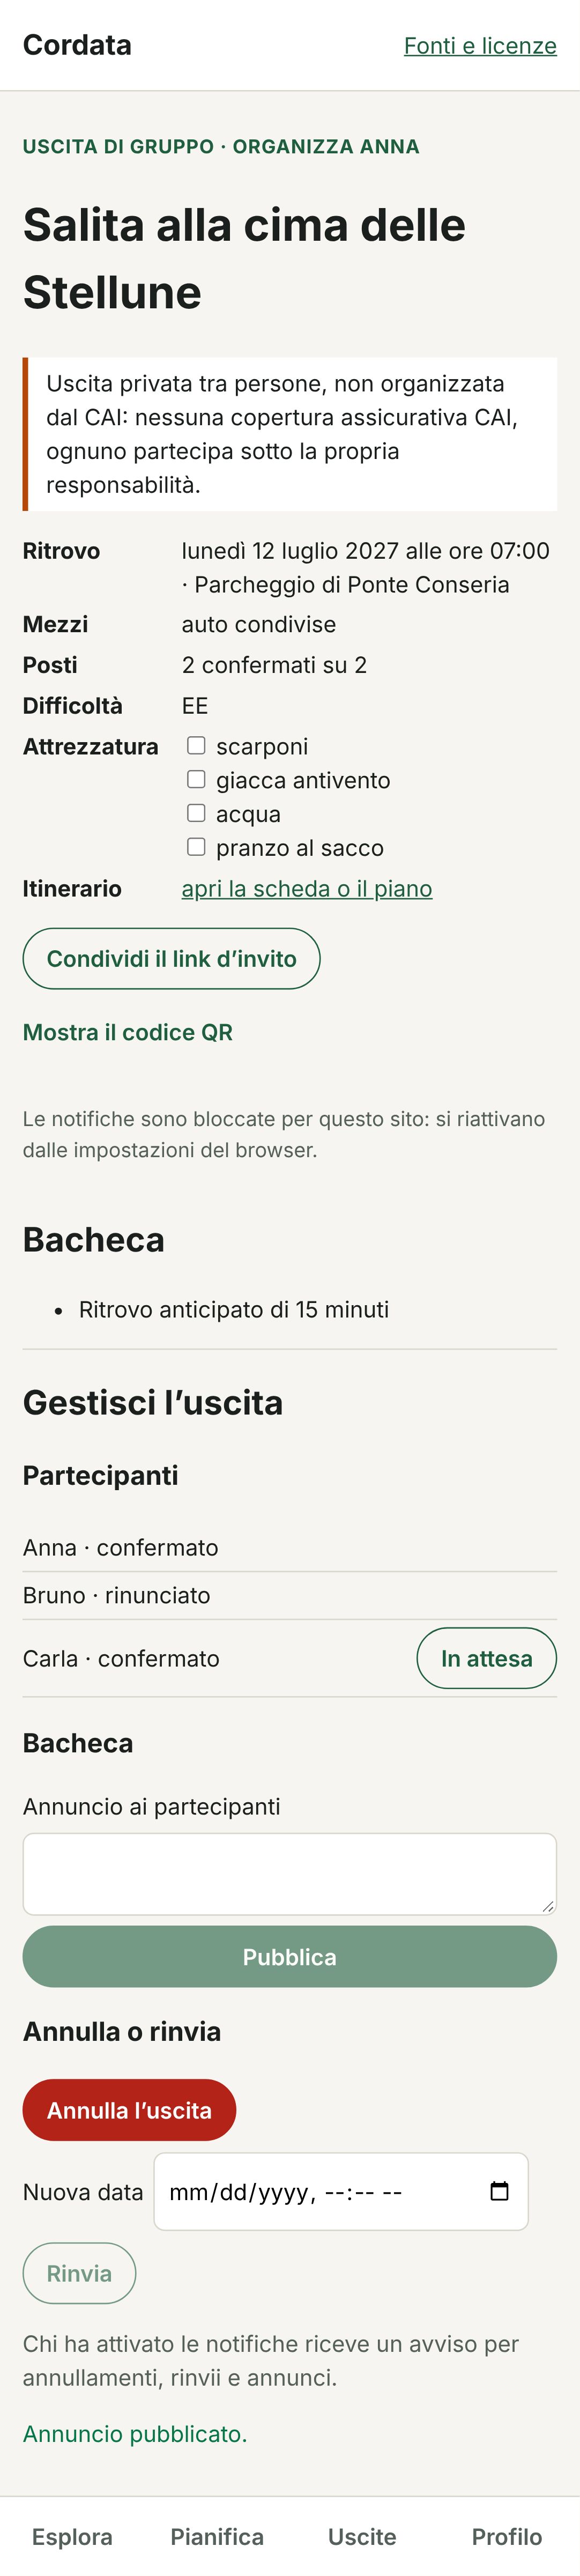 Cordata
Fonti e licenze
USCITA DI GRUPPO · ORGANIZZA ANNA
Salita alla cima delle
Stellune
Uscita privata tra persone, non organizzata
dal CAI: nessuna copertura assicurativa CAI,
ognuno partecipa sotto la propria
responsabilità.
Ritrovo lunedì 12 luglio 2027 alle ore 07:00
· Parcheggio di Ponte Conseria
Mezzi auto condivise
Posti 2 confermati su 2
Difficoltà EE
Attrezzatura scarponi
giacca antivento
acqua
pranzo al sacco
Itinerario apri la scheda o il piano
Condividi il link d’invito
Mostra il codice QR
Le notifiche sono bloccate per questo sito: si riattivano
dalle impostazioni del browser.
Bacheca
• Ritrovo anticipato di 15 minuti
Gestisci l’uscita
Partecipanti
Anna · confermato
Bruno · rinunciato
Carla · confermato In attesa
Bacheca
Annuncio ai partecipanti
Pubblica
Annulla o rinvia
Annulla l’uscita
Nuova data mm/dd/yyyy, --:-- --
Rinvia
Chi ha attivato le notifiche riceve un avviso per
annullamenti, rinvii e annunci.
Annuncio pubblicato.
Esplora Pianifica Uscite Profilo